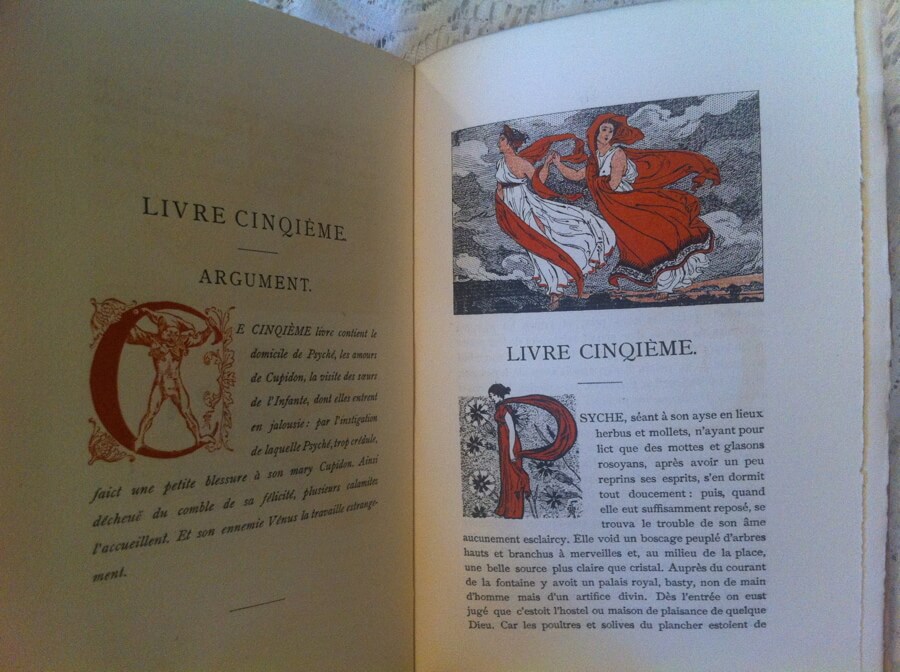 LIVRE CINQIÈME.
ARGUMENT.
CE CINQIÈME livre contient le
domicile de Psyché, les amours
de Cupidon, la visite des sœurs
de l'Infante, dont elles entrent
en jalousie: par l'instigation
de laquelle Psyché, trop crédule,
faict une petite blessure à son mary Cupidon. Ainsi
décheuë du comble de sa félicité, plusieurs calamités
l'accueillent. Et son ennemie Vénus la travaille estrange-
ment.
LIVRE CINQIÈME.
PSYCHE, séant à son ayse en lieux
herbus et mollets, n'ayant pour
lict que des mottes et glasons
rosoyans, après avoir un peu
reprins ses esprits, s'en dormit
tout doucement: puis, quand
elle eut suffisamment reposé, se
trouva le trouble de son âme
aucunement esclaircy. Elle void un boscage peuplé d'arbres
hauts et branchus à merveilles et, au milieu de la place,
une belle source plus claire que cristal. Auprès du courant
de la fontaine y avoit un palais royal, basty, non de main
d'homme mais d'un artifice divin. Dès l'entrée on eust
jugé que c'estoit l'hostel ou maison de plaisance de quelque
Dieu. Car les poultres et solives du plancher estoient de